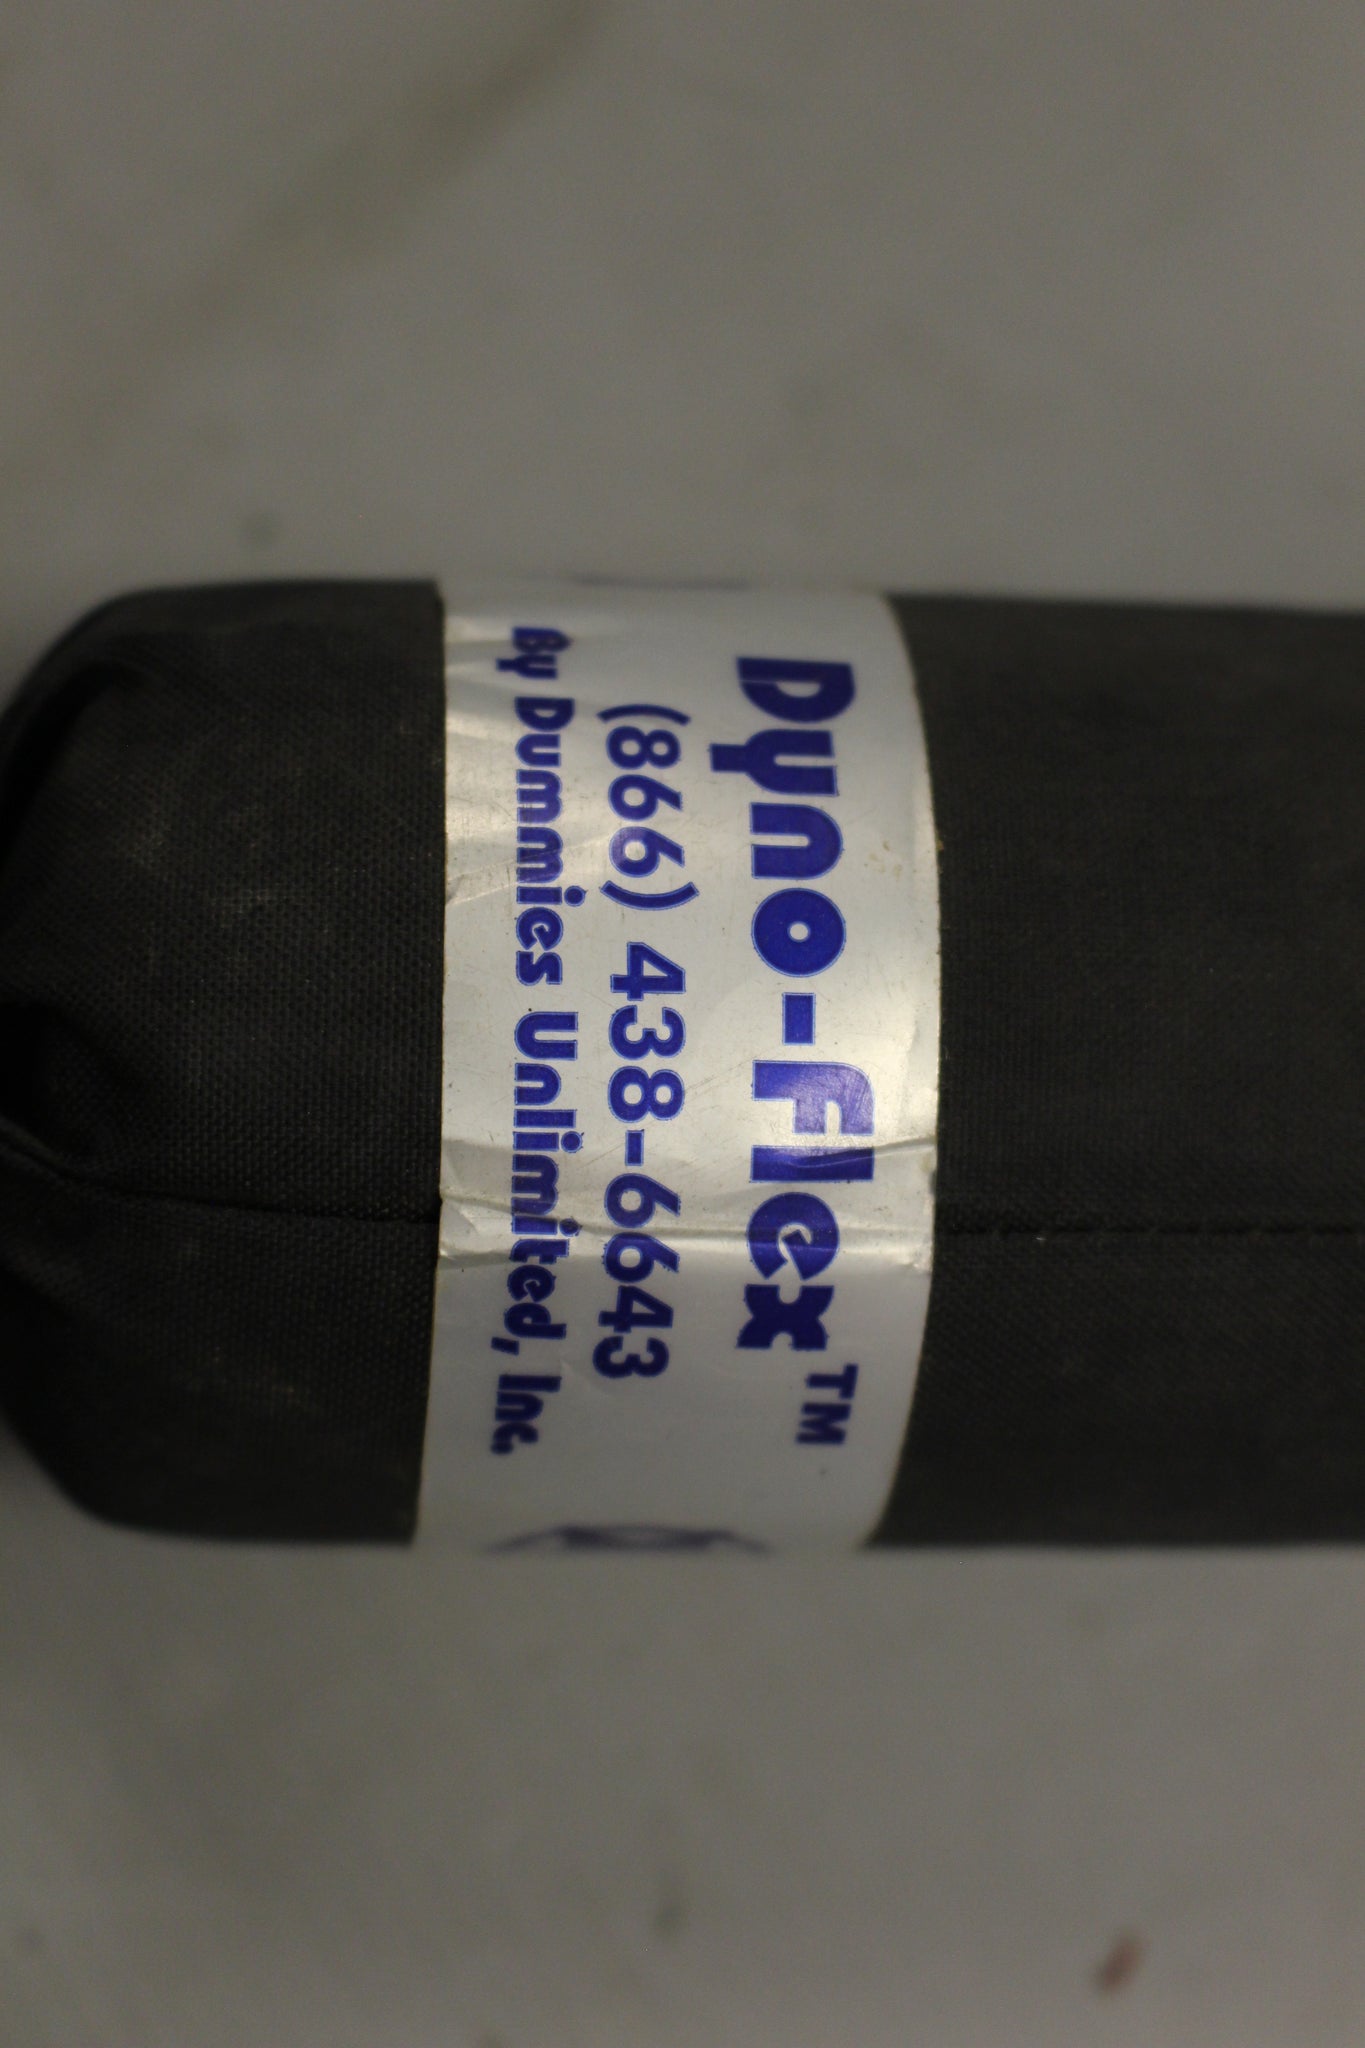 Dyno-Flex™
(866) 438-6643
By Dummies Unlimited, Inc.